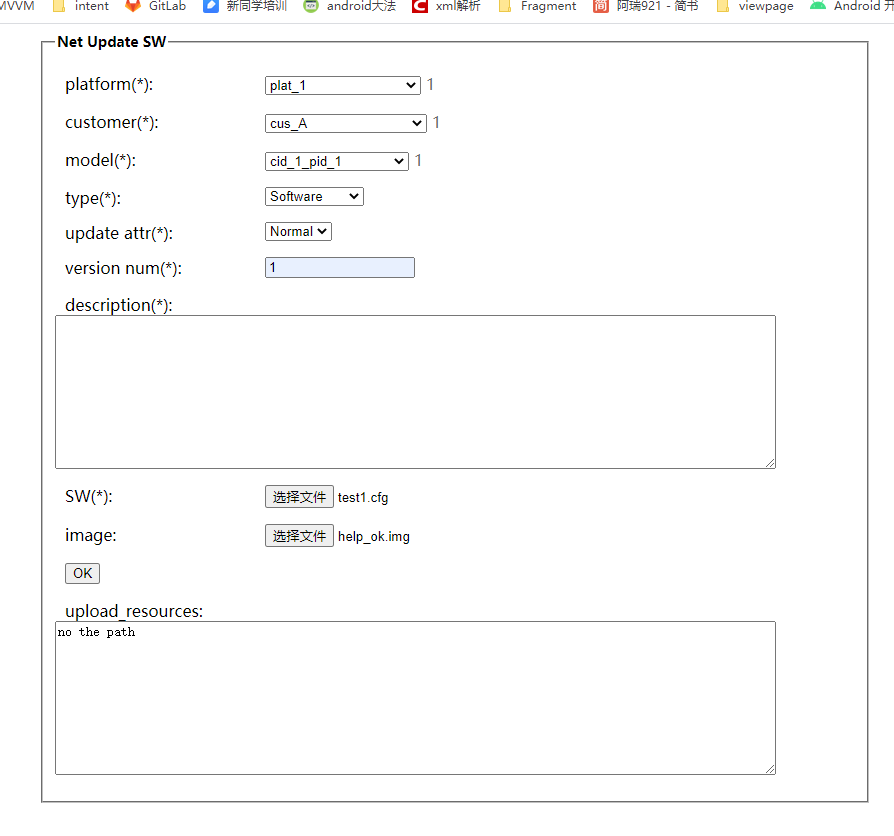 MVVM intent GitLab 新同学培训 android大法 xml解析 Fragment 简 阿瑞921 - 简书 viewpage Android 开
Net Update SW
platform(*): plat_1 1
customer(*): cus_A 1
model(*): cid_1_pid_1 1
type(*): Software
update attr(*): Normal
version num(*): 1
description(*):
SW(*): 选择文件 test1.cfg
image: 选择文件 help_ok.img
OK
upload_resources:
no the path